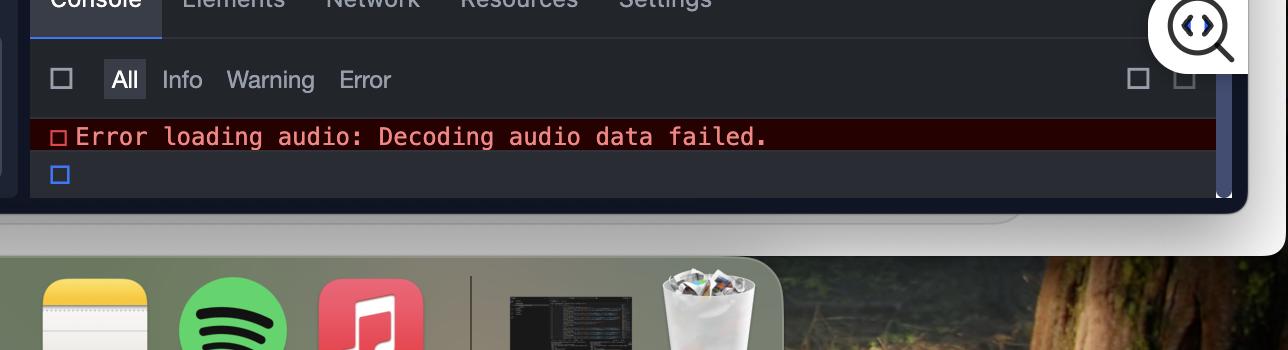 Console Elements Network Resources Settings
All Info Warning Error
Error loading audio: Decoding audio data failed.